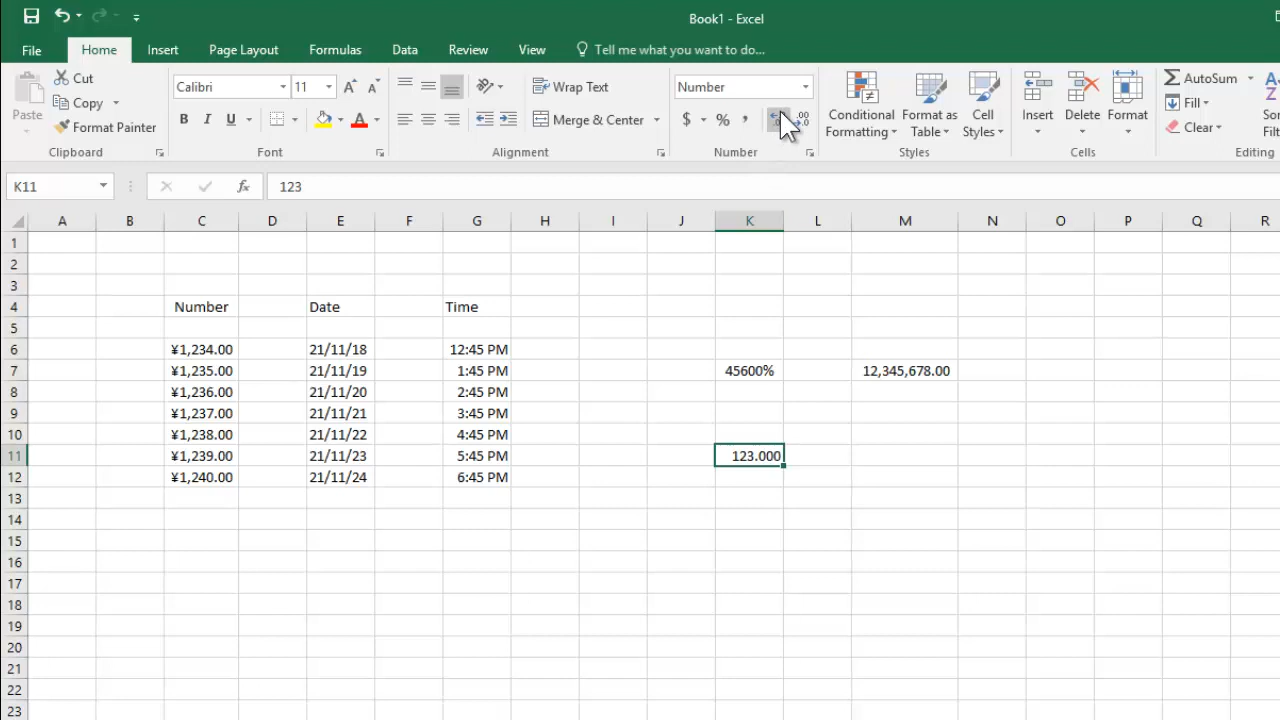 Book1 - Excel
File Home Insert Page Layout Formulas Data Review View Tell me what you want to do...
Cut
Copy
Format Painter
Paste
Clipboard
Calibri 11
B I U
Font
Wrap Text
Merge & Center
Alignment
Number
$ % ,
Number
Conditional Formatting
Format as Table
Cell Styles
Styles
Insert Delete Format
Cells
AutoSum
Fill
Clear
Editing
K11 fx 123
A B C D E F G H I J K L M N O P Q R
1
2
3
4 Number Date Time
5
6 ¥1,234.00 21/11/18 12:45 PM
7 ¥1,235.00 21/11/19 1:45 PM 45600% 12,345,678.00
8 ¥1,236.00 21/11/20 2:45 PM
9 ¥1,237.00 21/11/21 3:45 PM
10 ¥1,238.00 21/11/22 4:45 PM
11 ¥1,239.00 21/11/23 5:45 PM 123.000
12 ¥1,240.00 21/11/24 6:45 PM
13
14
15
16
17
18
19
20
21
22
23